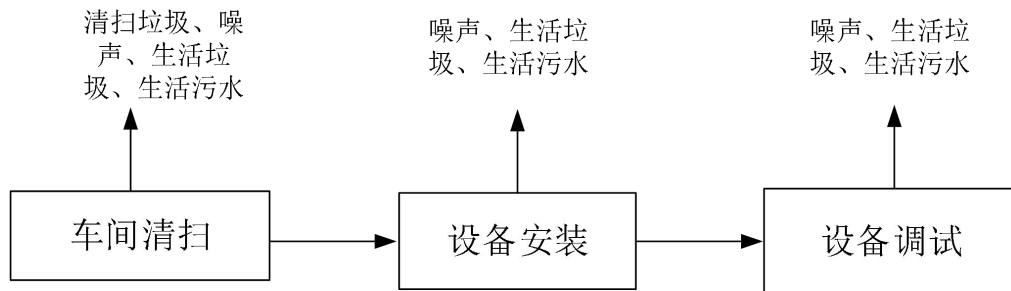 清扫垃圾、噪
声、生活垃
圾、生活污水
噪声、生活垃
圾、生活污水
噪声、生活垃
圾、生活污水
车间清扫
设备安装
设备调试